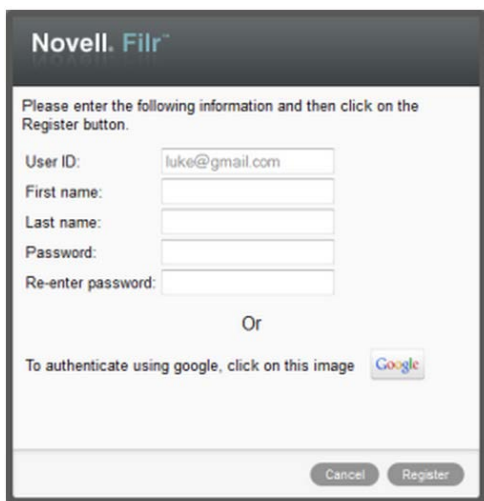 Novell. Filr™
Please enter the following information and then click on the
Register button.
User ID: luke@gmail.com
First name:
Last name:
Password:
Re-enter password:
Or
To authenticate using google, click on this image Google
Cancel Register